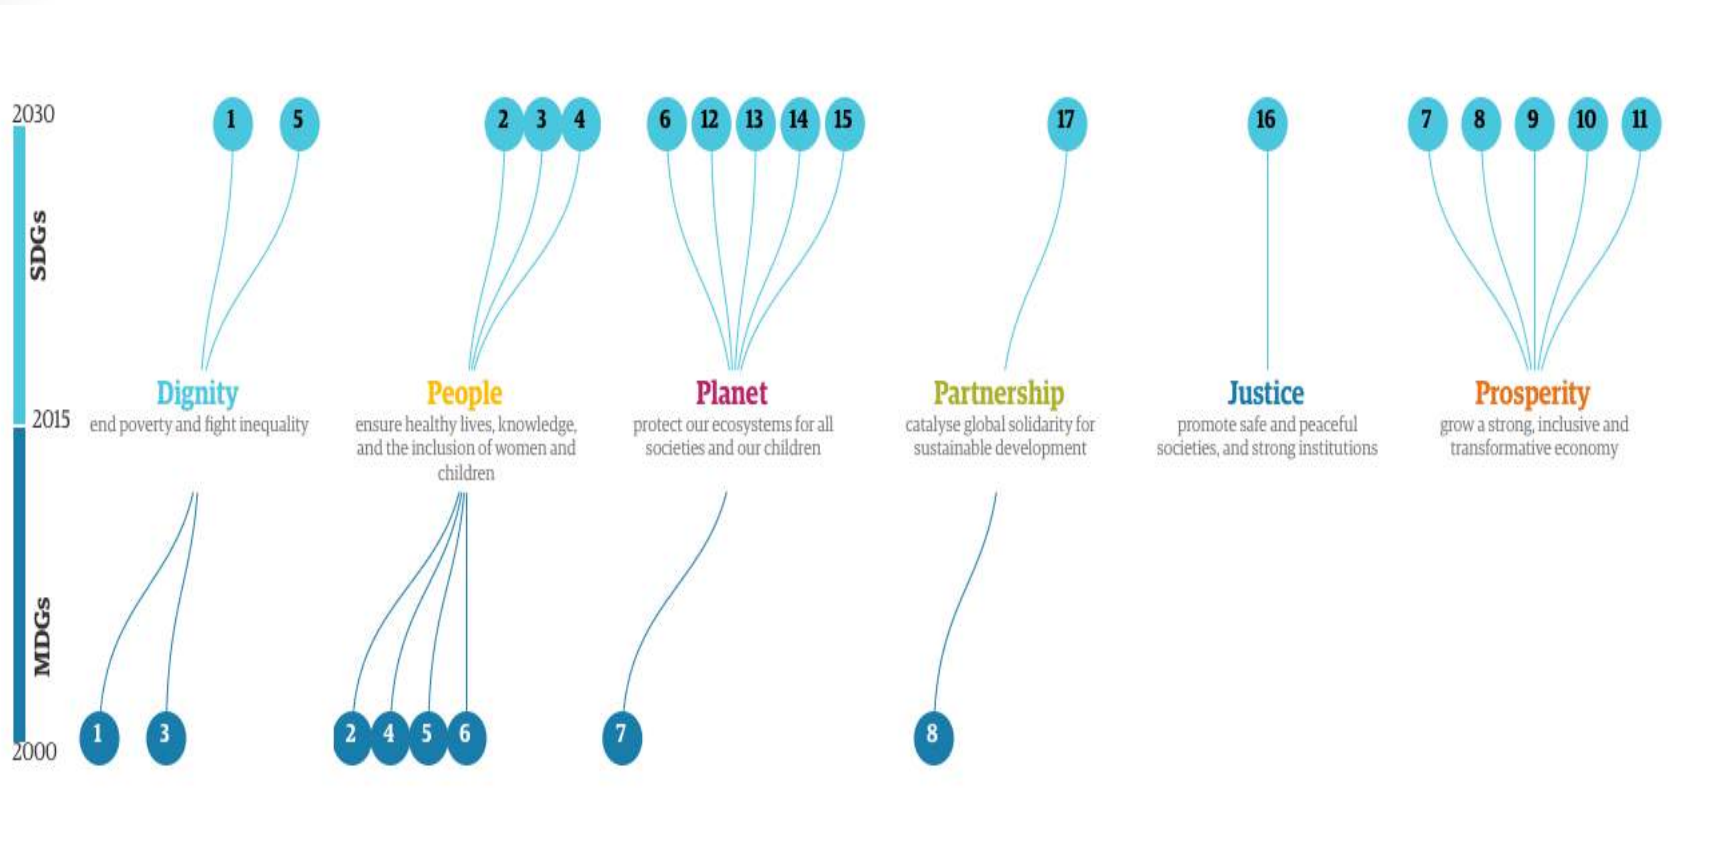 2030
1 5 2 3 4 6 12 13 14 15 17 16 7 8 9 10 11
SDGs
Dignity
end poverty and fight inequality
People
ensure healthy lives, knowledge,
and the inclusion of women and
children
Planet
protect our ecosystems for all
societies and our children
Partnership
catalyse global solidarity for
sustainable development
Justice
promote safe and peaceful
societies, and strong institutions
Prosperity
grow a strong, inclusive and
transformative economy
2015
MDGs
1 3 2 4 5 6 7 8
2000